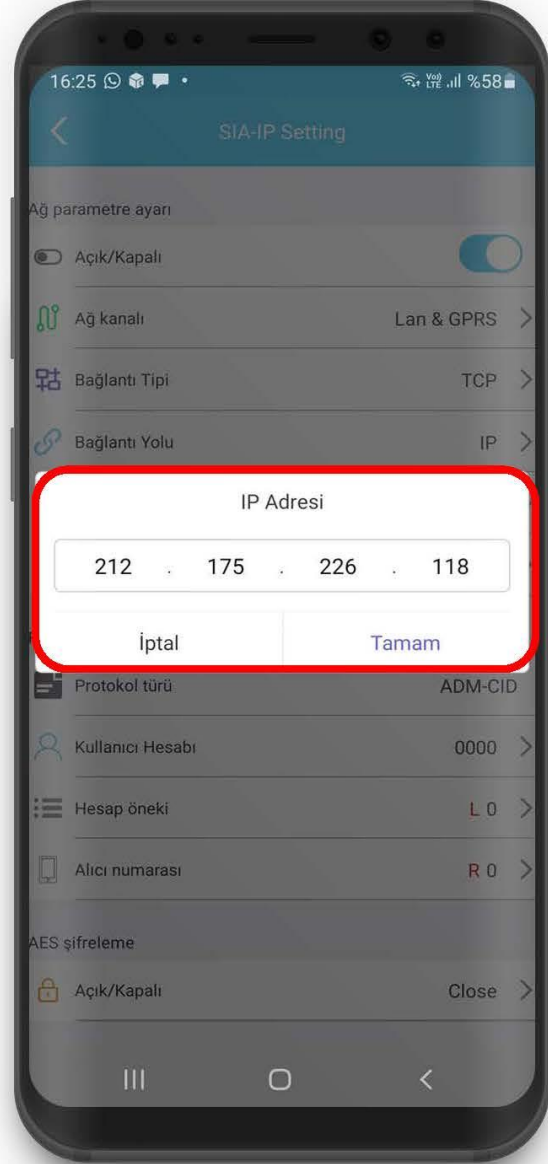 16:25 %58
SIA-IP Setting
Ağ parametre ayarı
Açık/Kapalı
Ağ kanalı Lan & GPRS
Bağlantı Tipi TCP
Bağlantı Yolu IP
IP Adresi
212 . 175 . 226 . 118
İptal Tamam
Protokol türü ADM-CID
Kullanıcı Hesabı 0000
Hesap öneki L 0
Alıcı numarası R 0
AES şifreleme
Açık/Kapalı Close